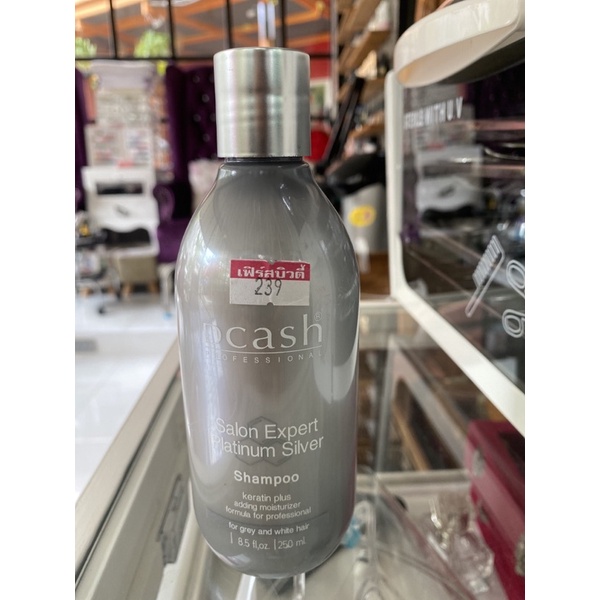 เฟิร์สบิวตี้
239
cash®
PROFESSIONAL
Salon Expert
Platinum Silver
Shampoo
keratin plus
adding moisturizer
formula for professional
for grey and white hair
8.5 fl.oz. | 250 ml.